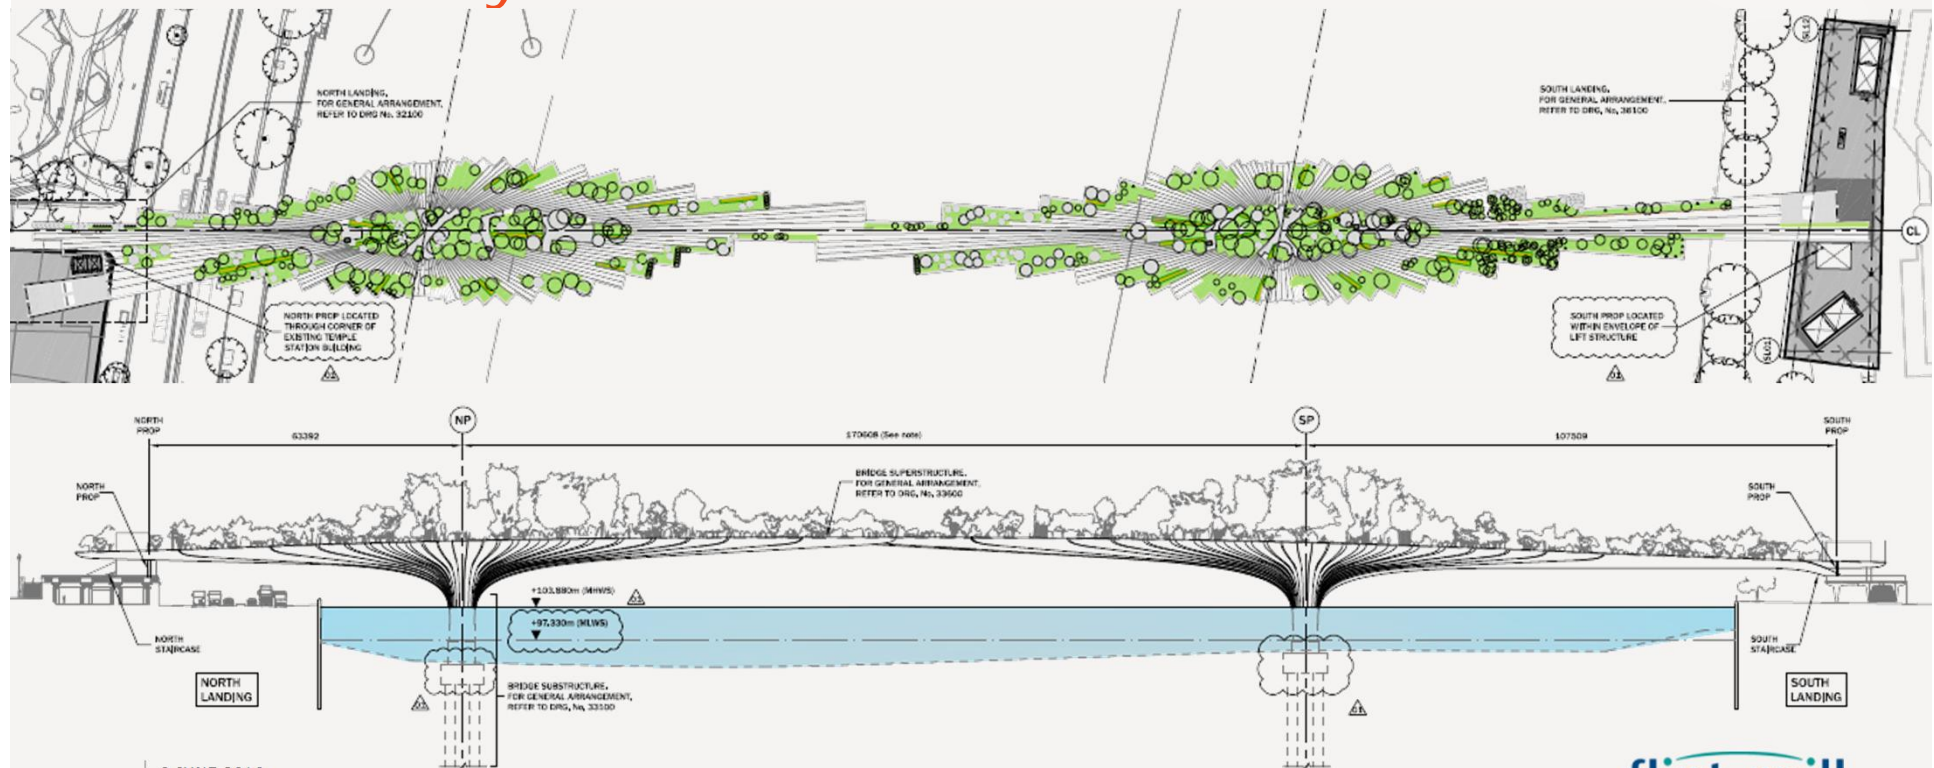 NORTH LANDING,
FOR GENERAL ARRANGEMENT,
REFER TO DRG No. 32100
SOUTH LANDING,
FOR GENERAL ARRANGEMENT,
REFER TO DRG, No, 36100
SL12
CL
NORTH PROP LOCATED
THROUGH CORNER OF
EXISTING TEMPLE
STATION BUILDING
SOUTH PROP LOCATED
WITHIN ENVELOPE OF
LIFT STRUCTURE
SL01
NORTH
PROP
NP
SP
SOUTH
PROP
63392
170608 (See note)
107509
NORTH
PROP
BRIDGE SUPERSTRUCTURE,
FOR GENERAL ARRANGEMENT,
REFER TO DRG, No, 33600
SOUTH
PROP
+103.880m (MHWS)
+97.330m (MLWS)
NORTH
STAIRCASE
SOUTH
STAIRCASE
NORTH
LANDING
BRIDGE SUBSTRUCTURE,
FOR GENERAL ARRANGEMENT,
REFER TO DRG, No, 33100
SOUTH
LANDING